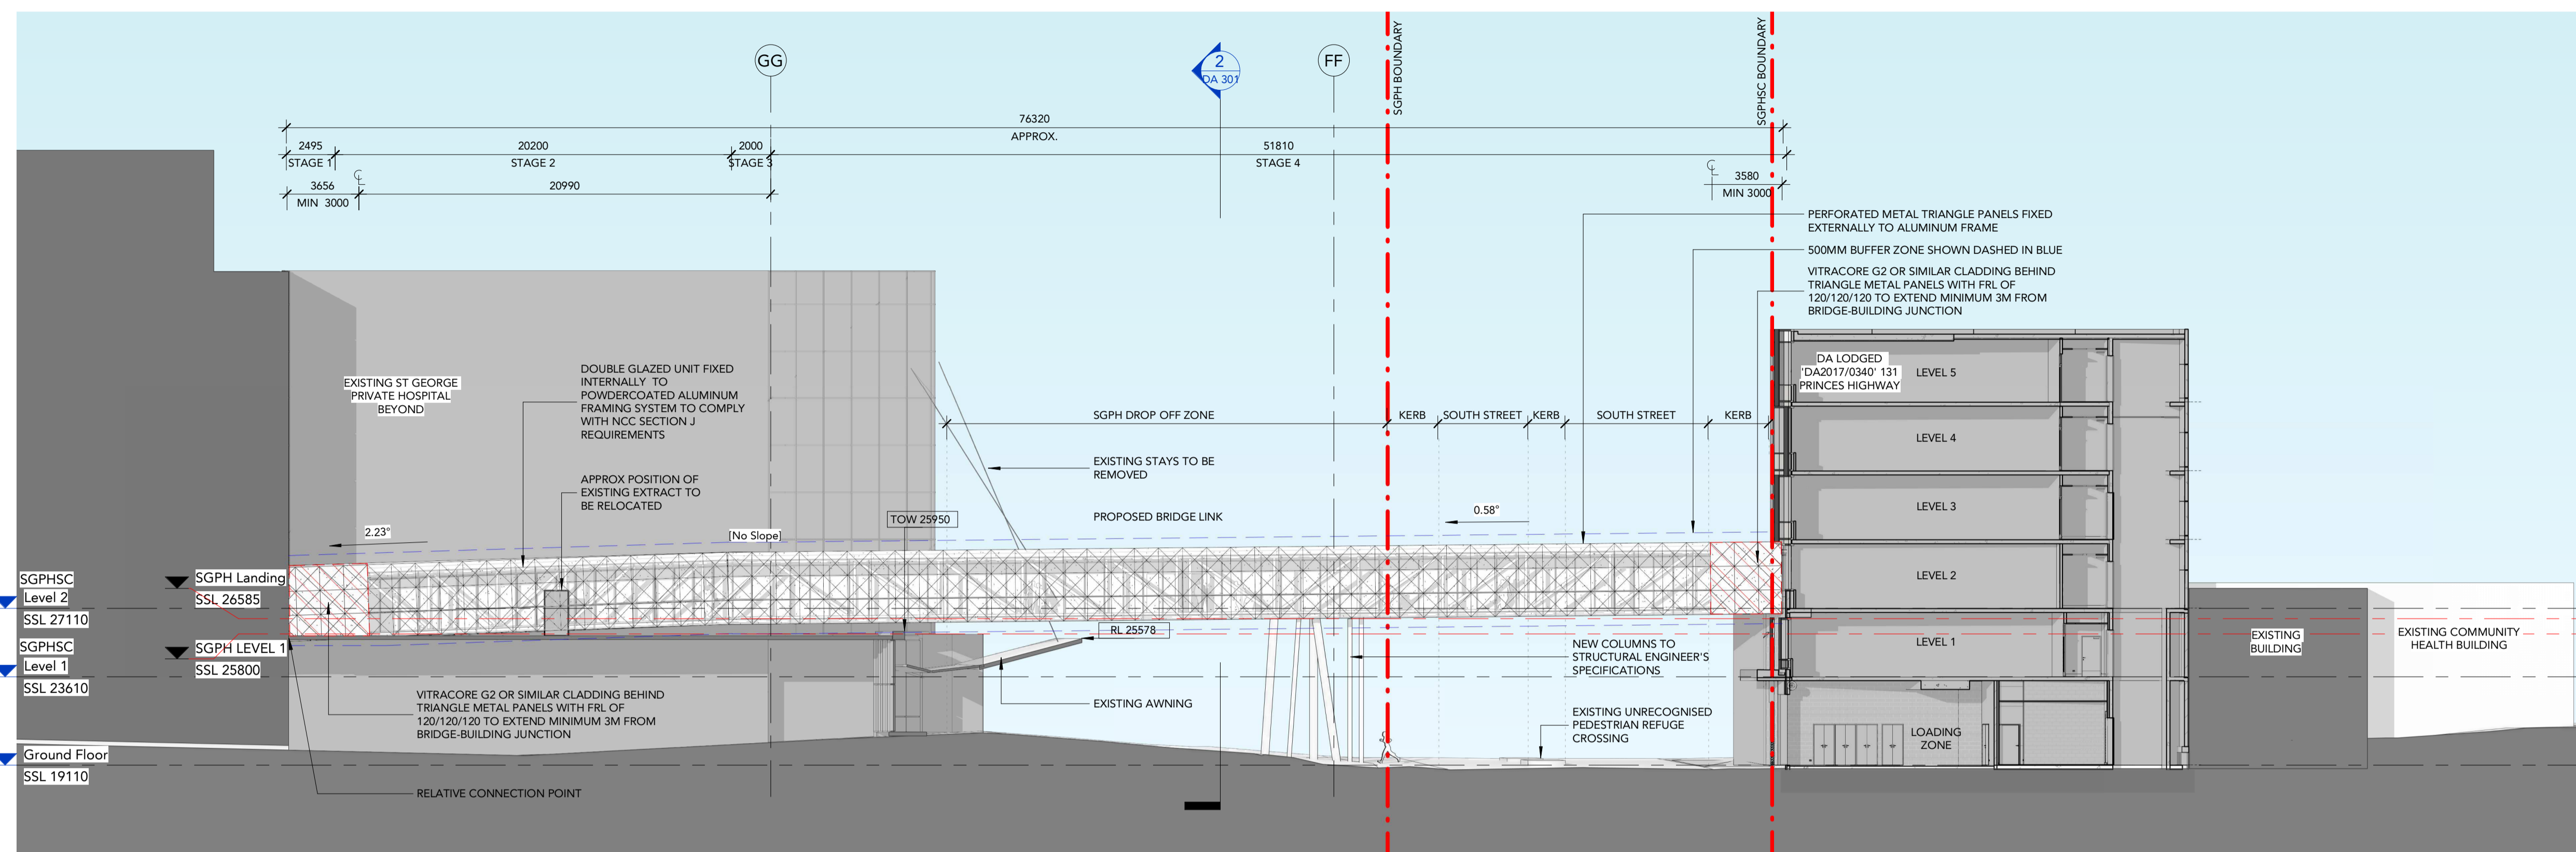 GG
2
DA 301
FF
SGPH BOUNDARY
SGPHSC BOUNDARY
76320
APPROX.
2495
STAGE 1
20200
STAGE 2
2000
STAGE 3
51810
STAGE 4
3656
MIN 3000
20990
3580
MIN 3000
PERFORATED METAL TRIANGLE PANELS FIXED
EXTERNALLY TO ALUMINUM FRAME
500MM BUFFER ZONE SHOWN DASHED IN BLUE
VITRACORE G2 OR SIMILAR CLADDING BEHIND
TRIANGLE METAL PANELS WITH FRL OF
120/120/120 TO EXTEND MINIMUM 3M FROM
BRIDGE-BUILDING JUNCTION
EXISTING ST GEORGE
PRIVATE HOSPITAL
BEYOND
DOUBLE GLAZED UNIT FIXED
INTERNALLY TO
POWDERCOATED ALUMINUM
FRAMING SYSTEM TO COMPLY
WITH NCC SECTION J
REQUIREMENTS
APPROX POSITION OF
EXISTING EXTRACT TO
BE RELOCATED
SGPH DROP OFF ZONE
KERB
SOUTH STREET
KERB
SOUTH STREET
KERB
EXISTING STAYS TO BE
REMOVED
TOW 25950
PROPOSED BRIDGE LINK
0.58°
2.23°
[No Slope]
DA LODGED
'DA2017/0340' 131
PRINCES HIGHWAY
LEVEL 5
LEVEL 4
LEVEL 3
LEVEL 2
LEVEL 1
LOADING
ZONE
SGPHSC
Level 2
SSL 27110
SGPH Landing
SSL 26585
SGPHSC
Level 1
SSL 23610
SGPH LEVEL 1
SSL 25800
RL 25578
NEW COLUMNS TO
STRUCTURAL ENGINEER'S
SPECIFICATIONS
EXISTING
BUILDING
EXISTING COMMUNITY
HEALTH BUILDING
VITRACORE G2 OR SIMILAR CLADDING BEHIND
TRIANGLE METAL PANELS WITH FRL OF
120/120/120 TO EXTEND MINIMUM 3M FROM
BRIDGE-BUILDING JUNCTION
EXISTING AWNING
EXISTING UNRECOGNISED
PEDESTRIAN REFUGE
CROSSING
Ground Floor
SSL 19110
RELATIVE CONNECTION POINT